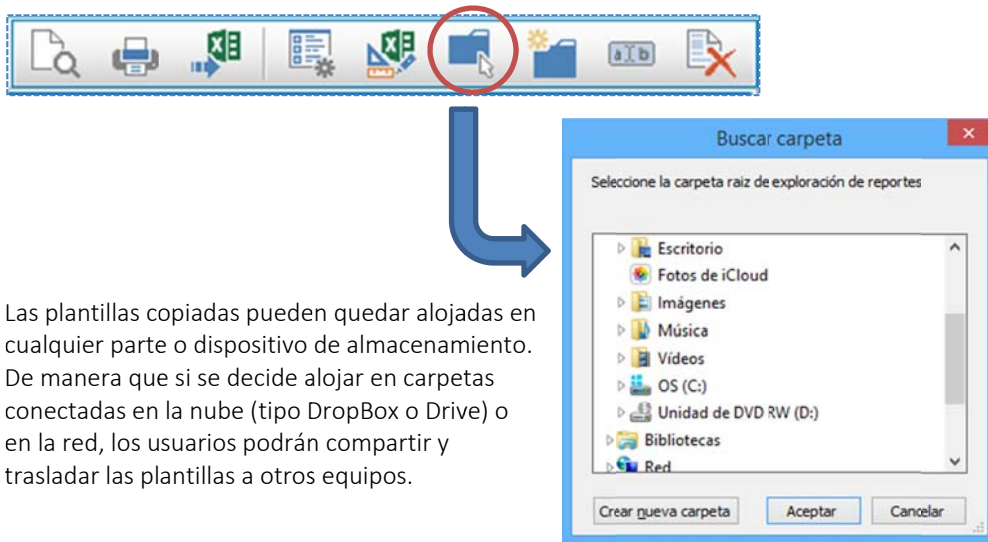 a b
Buscar carpeta
Seleccione la carpeta raiz de exploración de reportes
Escritorio
Fotos de iCloud
Imágenes
Música
Vídeos
OS (C:)
Unidad de DVD RW (D:)
Bibliotecas
Red
Crear nueva carpeta Aceptar Cancelar
Las plantillas copiadas pueden quedar alojadas en
cualquier parte o dispositivo de almacenamiento.
De manera que si se decide alojar en carpetas
conectadas en la nube (tipo DropBox o Drive) o
en la red, los usuarios podrán compartir y
trasladar las plantillas a otros equipos.